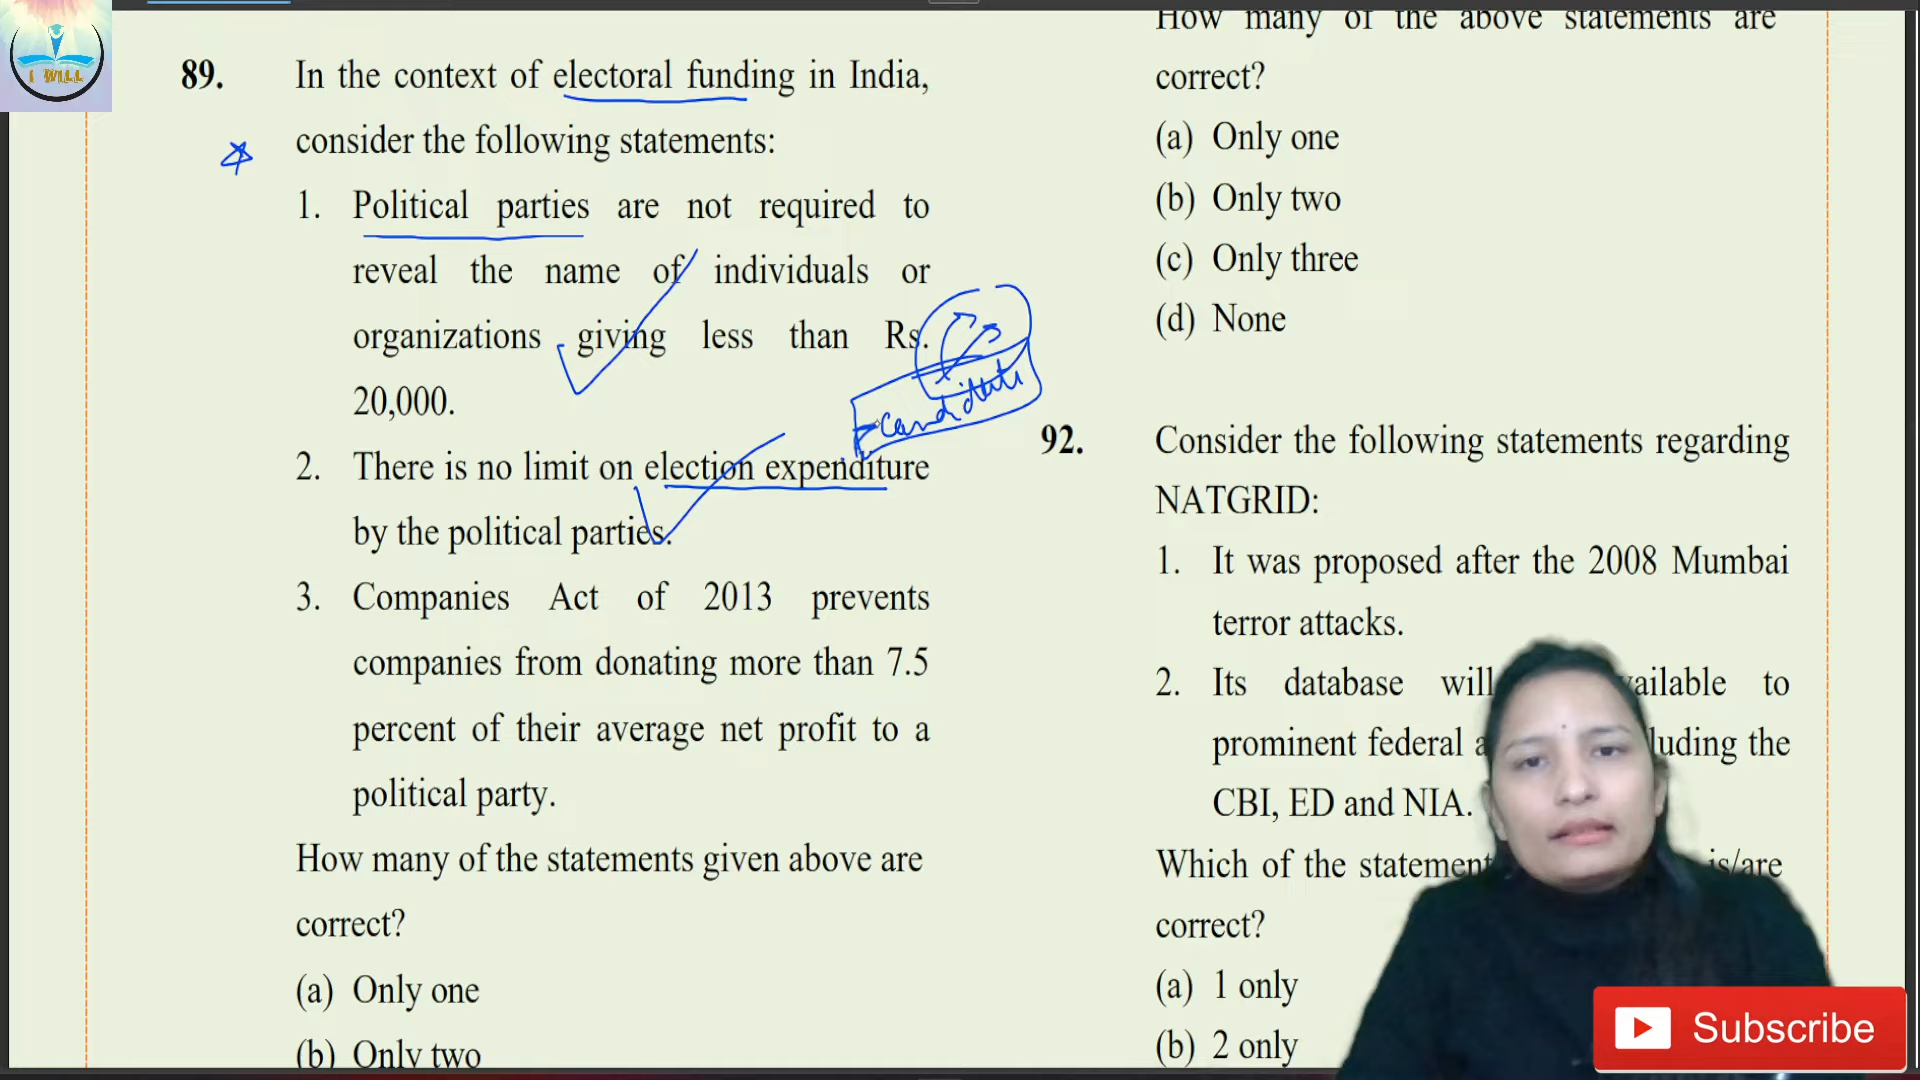 I WILL
89. In the context of electoral funding in India,
consider the following statements:
1. Political parties are not required to
reveal the name of individuals or
organizations giving less than Rs.
20,000.
candidate
2. There is no limit on election expenditure
by the political parties.
3. Companies Act of 2013 prevents
companies from donating more than 7.5
percent of their average net profit to a
political party.
How many of the statements given above are
correct?
(a) Only one
(b) Only two
How many of the above statements are
correct?
(a) Only one
(b) Only two
(c) Only three
(d) None
92. Consider the following statements regarding
NATGRID:
1. It was proposed after the 2008 Mumbai
terror attacks.
2. Its database will vailable to
prominent federal a luding the
CBI, ED and NIA.
Which of the statement is/are
correct?
(a) 1 only
(b) 2 only
Subscribe